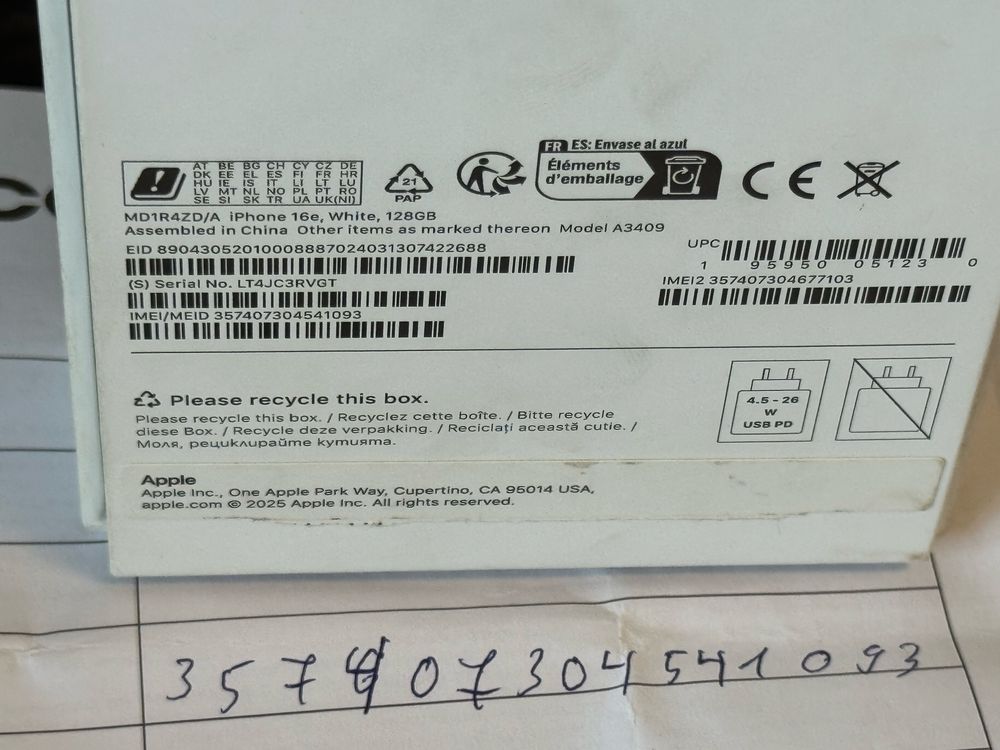 AT BE BG CH CY CZ DE
DK EE EL ES FI FR HR
HU IE IS IT LI LT LU
LV MT NL NO PL PT RO
SE SI SK TR UA UK(NI)
21
PAP
FR ES: Envase al azul
Éléments
d'emballage
CE
MD1R4ZD/A iPhone 16e, White, 128GB
Assembled in China Other items as marked thereon Model A3409
EID 89043052010008887024031307422688
(S) Serial No. LT4JC3RVGT
IMEI/MEID 357407304541093
UPC
1 95950 05123 0
IMEI2 357407304677103
Please recycle this box.
Please recycle this box. / Recyclez cette boîte. / Bitte recycle
diese Box. / Recycle deze verpakking. / Reciclați această cutie. /
Моля, рециклирайте кутията.
4.5 - 26
W
USB PD
Apple
Apple Inc., One Apple Park Way, Cupertino, CA 95014 USA,
apple.com © 2025 Apple Inc. All rights reserved.
357407304541093